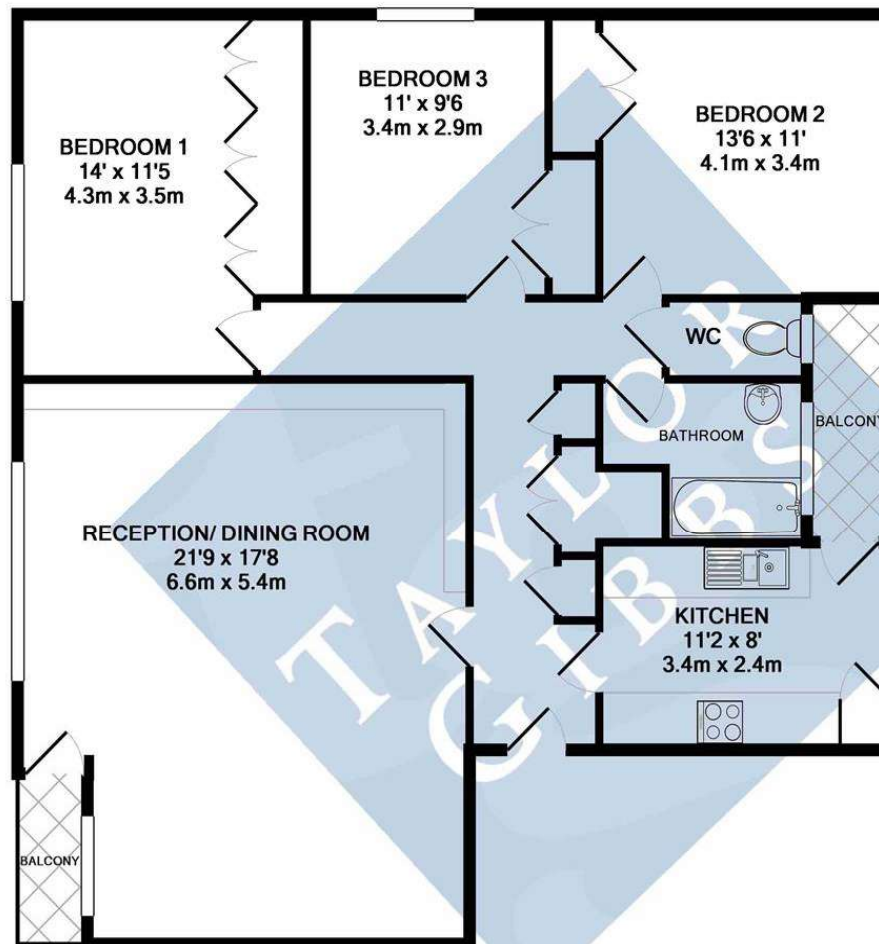 BEDROOM 1
14' x 11'5
4.3m x 3.5m
BEDROOM 3
11' x 9'6
3.4m x 2.9m
BEDROOM 2
13'6 x 11'
4.1m x 3.4m
WC
BATHROOM
BALCONY
RECEPTION/ DINING ROOM
21'9 x 17'8
6.6m x 5.4m
KITCHEN
11'2 x 8'
3.4m x 2.4m
BALCONY
TAYLOR
GIBBS